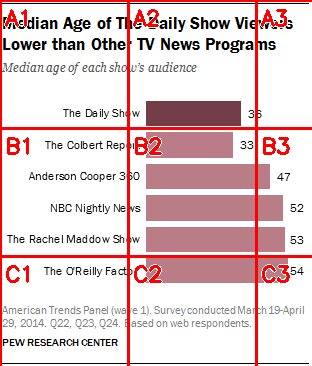 Median Age of The Daily Show Viewers
Lower than Other TV News Programs
Median age of each show's audience
The Daily Show 36
The Colbert Report 33
Anderson Cooper 360 47
NBC Nightly News 52
The Rachel Maddow Show 53
The O'Reilly Factor 54
American Trends Panel (wave 1). Survey conducted March 19-April
29, 2014. Q22, Q23, Q24. Based on web respondents.
PEW RESEARCH CENTER
A1 A2 A3
B1 B2 B3
C1 C2 C3